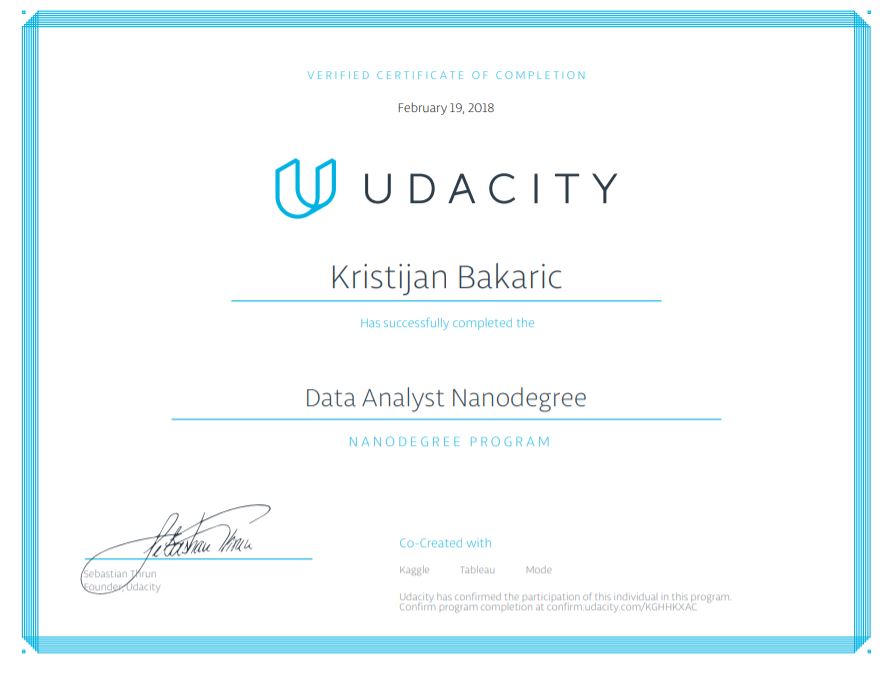 VERIFIED CERTIFICATE OF COMPLETION
February 19, 2018
UDACITY
Kristijan Bakaric
Has successfully completed the
Data Analyst Nanodegree
NANODEGREE PROGRAM
Sebastian Thrun
Sebastian Thrun
Founder, Udacity
Co-Created with
Kaggle Tableau Mode
Udacity has confirmed the participation of this individual in this program.
Confirm program completion at confirm.udacity.com/KGHHKXAC